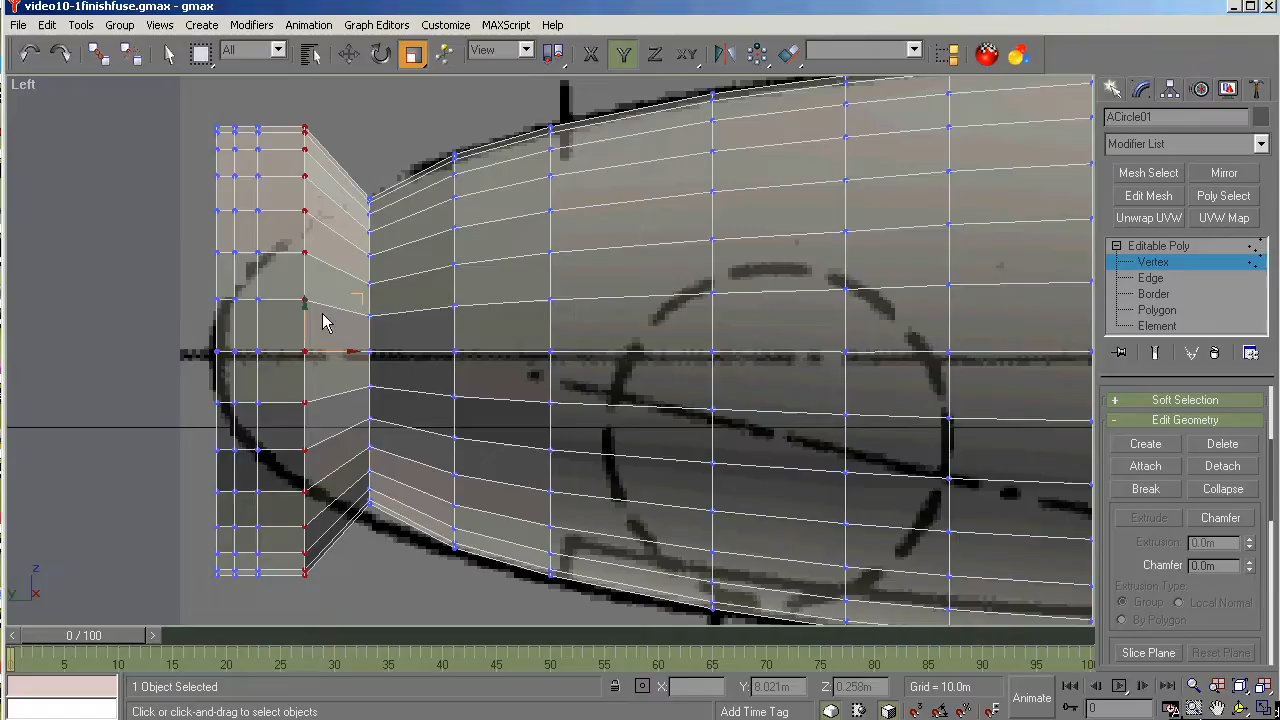 video10-1finishfuse.gmax - gmax
File Edit Tools Group Views Create Modifiers Animation Graph Editors Customize MAXScript Help
All View X Y Z XY
Left
ACircle01
Modifier List
Mesh Select Mirror
Edit Mesh Poly Select
Unwrap UVW UVW Map
Editable Poly
Vertex
Edge
Border
Polygon
Element
+ Soft Selection
- Edit Geometry
Create Delete
Attach Detach
Break Collapse
Extrude Chamfer
Extrusion: 0.0m
Chamfer 0.0m
Extrusion Type:
Group Local Normal
By Polygon
Slice Plane Reset Plane
z
y x
< 0 / 100 >
5 10 15 20 25 30 35 40 45 50 55 60 65 70 75 80 85 90 95 100
1 Object Selected X: Y: 8.021m Z: 0.258m Grid = 10.0m Animate
Click or click-and-drag to select objects Add Time Tag 0